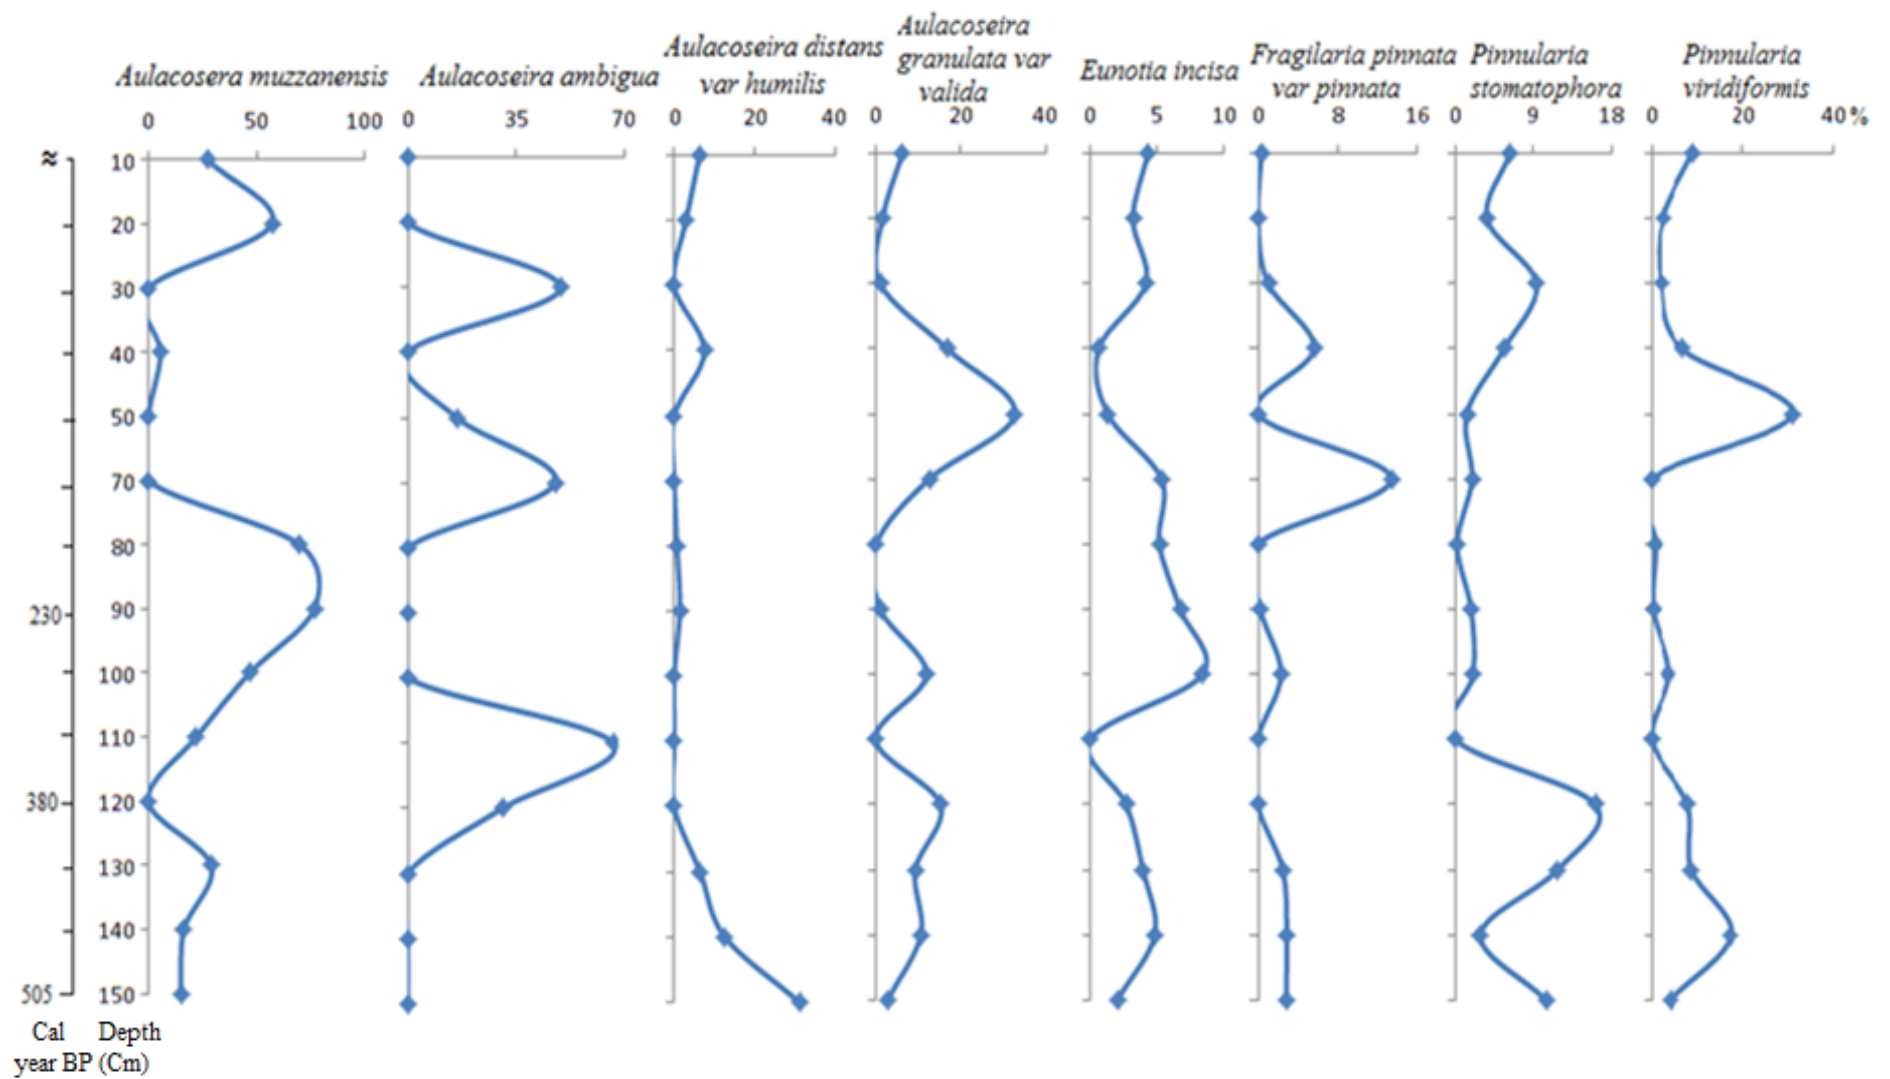 Aulacosera muzzanensis
Aulacoseira ambigua
Aulacoseira distans
var humilis
Aulacoseira
granulata var
valida
Eunotia incisa
Fragilaria pinnata
var pinnata
Pinnularia
stomatophora
Pinnularia
viridiformis
0 50 100
0 35 70
0 20 40
0 20 40
0 5 10
0 8 16
0 9 18
0 20 40 %
≈
10
20
30
40
50
70
80
230
90
100
110
380
120
130
140
505
150
Cal Depth
year BP (Cm)